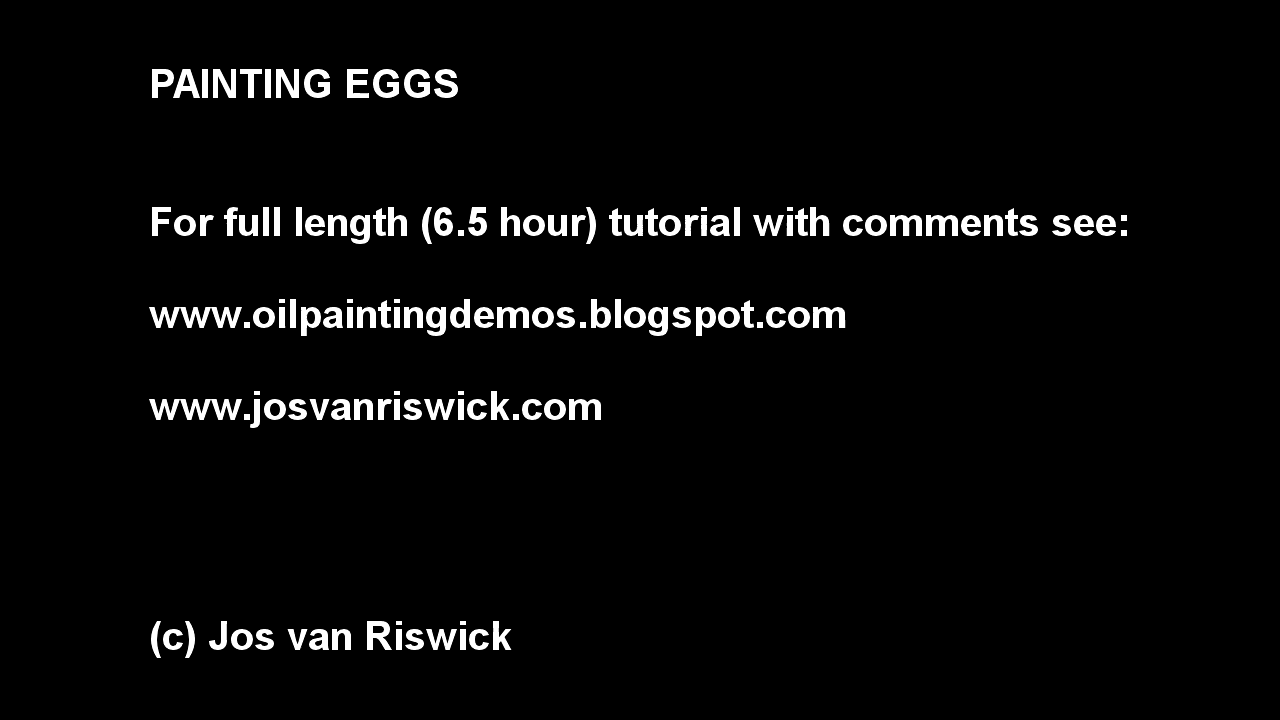 PAINTING EGGS
For full length (6.5 hour) tutorial with comments see:
www.oilpaintingdemos.blogspot.com
www.josvanriswick.com
(c) Jos van Riswick